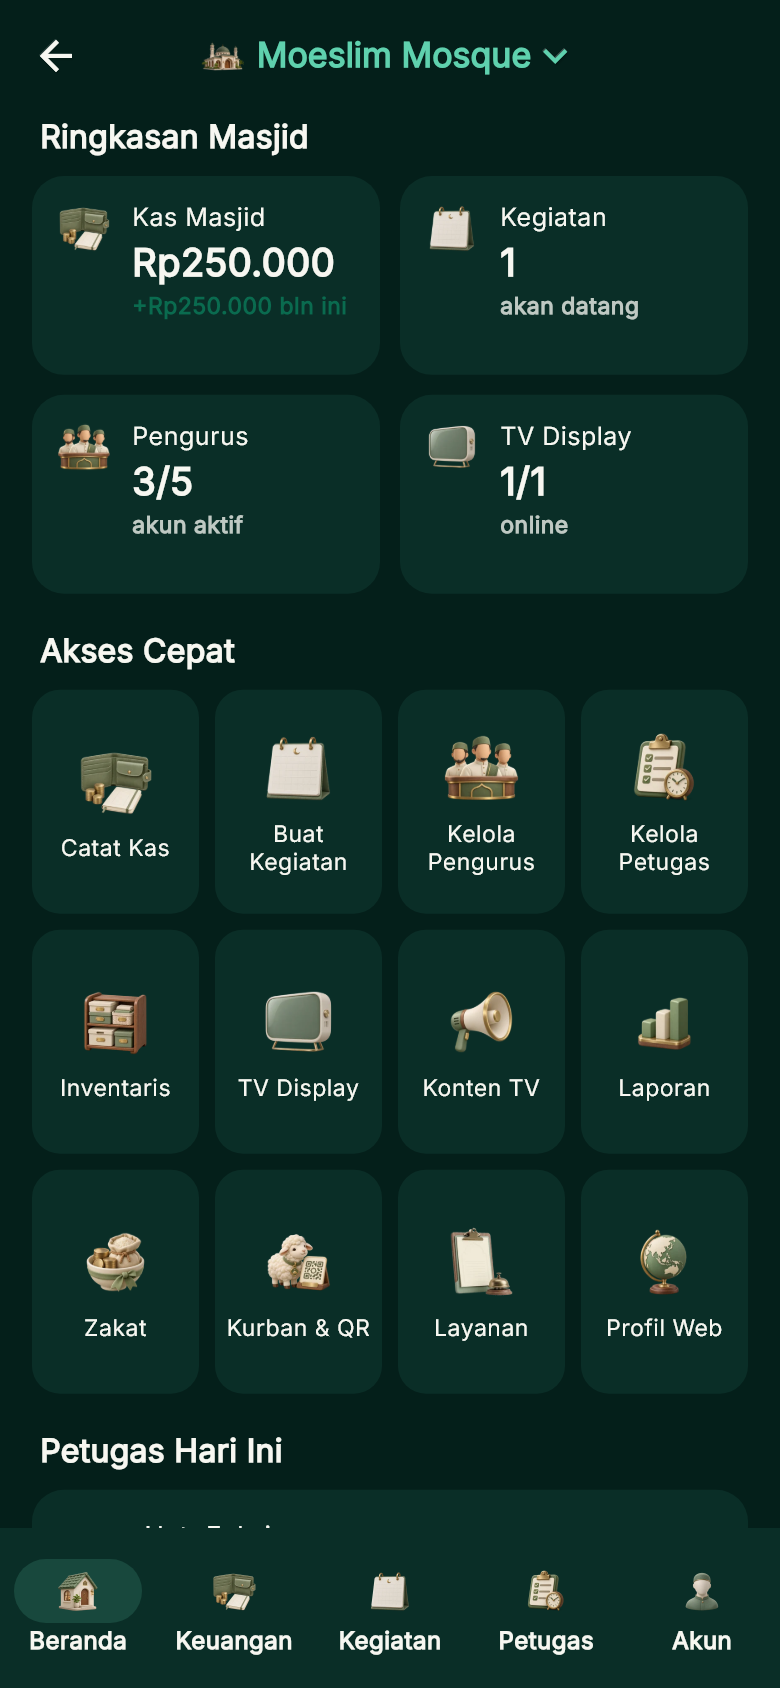 Moeslim Mosque
Ringkasan Masjid
Kas Masjid
Rp250.000
+Rp250.000 bln ini
Kegiatan
1
akan datang
Pengurus
3/5
akun aktif
TV Display
1/1
online
Akses Cepat
Catat Kas
Buat
Kegiatan
Kelola
Pengurus
Kelola
Petugas
Inventaris
TV Display
Konten TV
Laporan
Zakat
Kurban & QR
Layanan
Profil Web
Petugas Hari Ini
Beranda
Keuangan
Kegiatan
Petugas
Akun